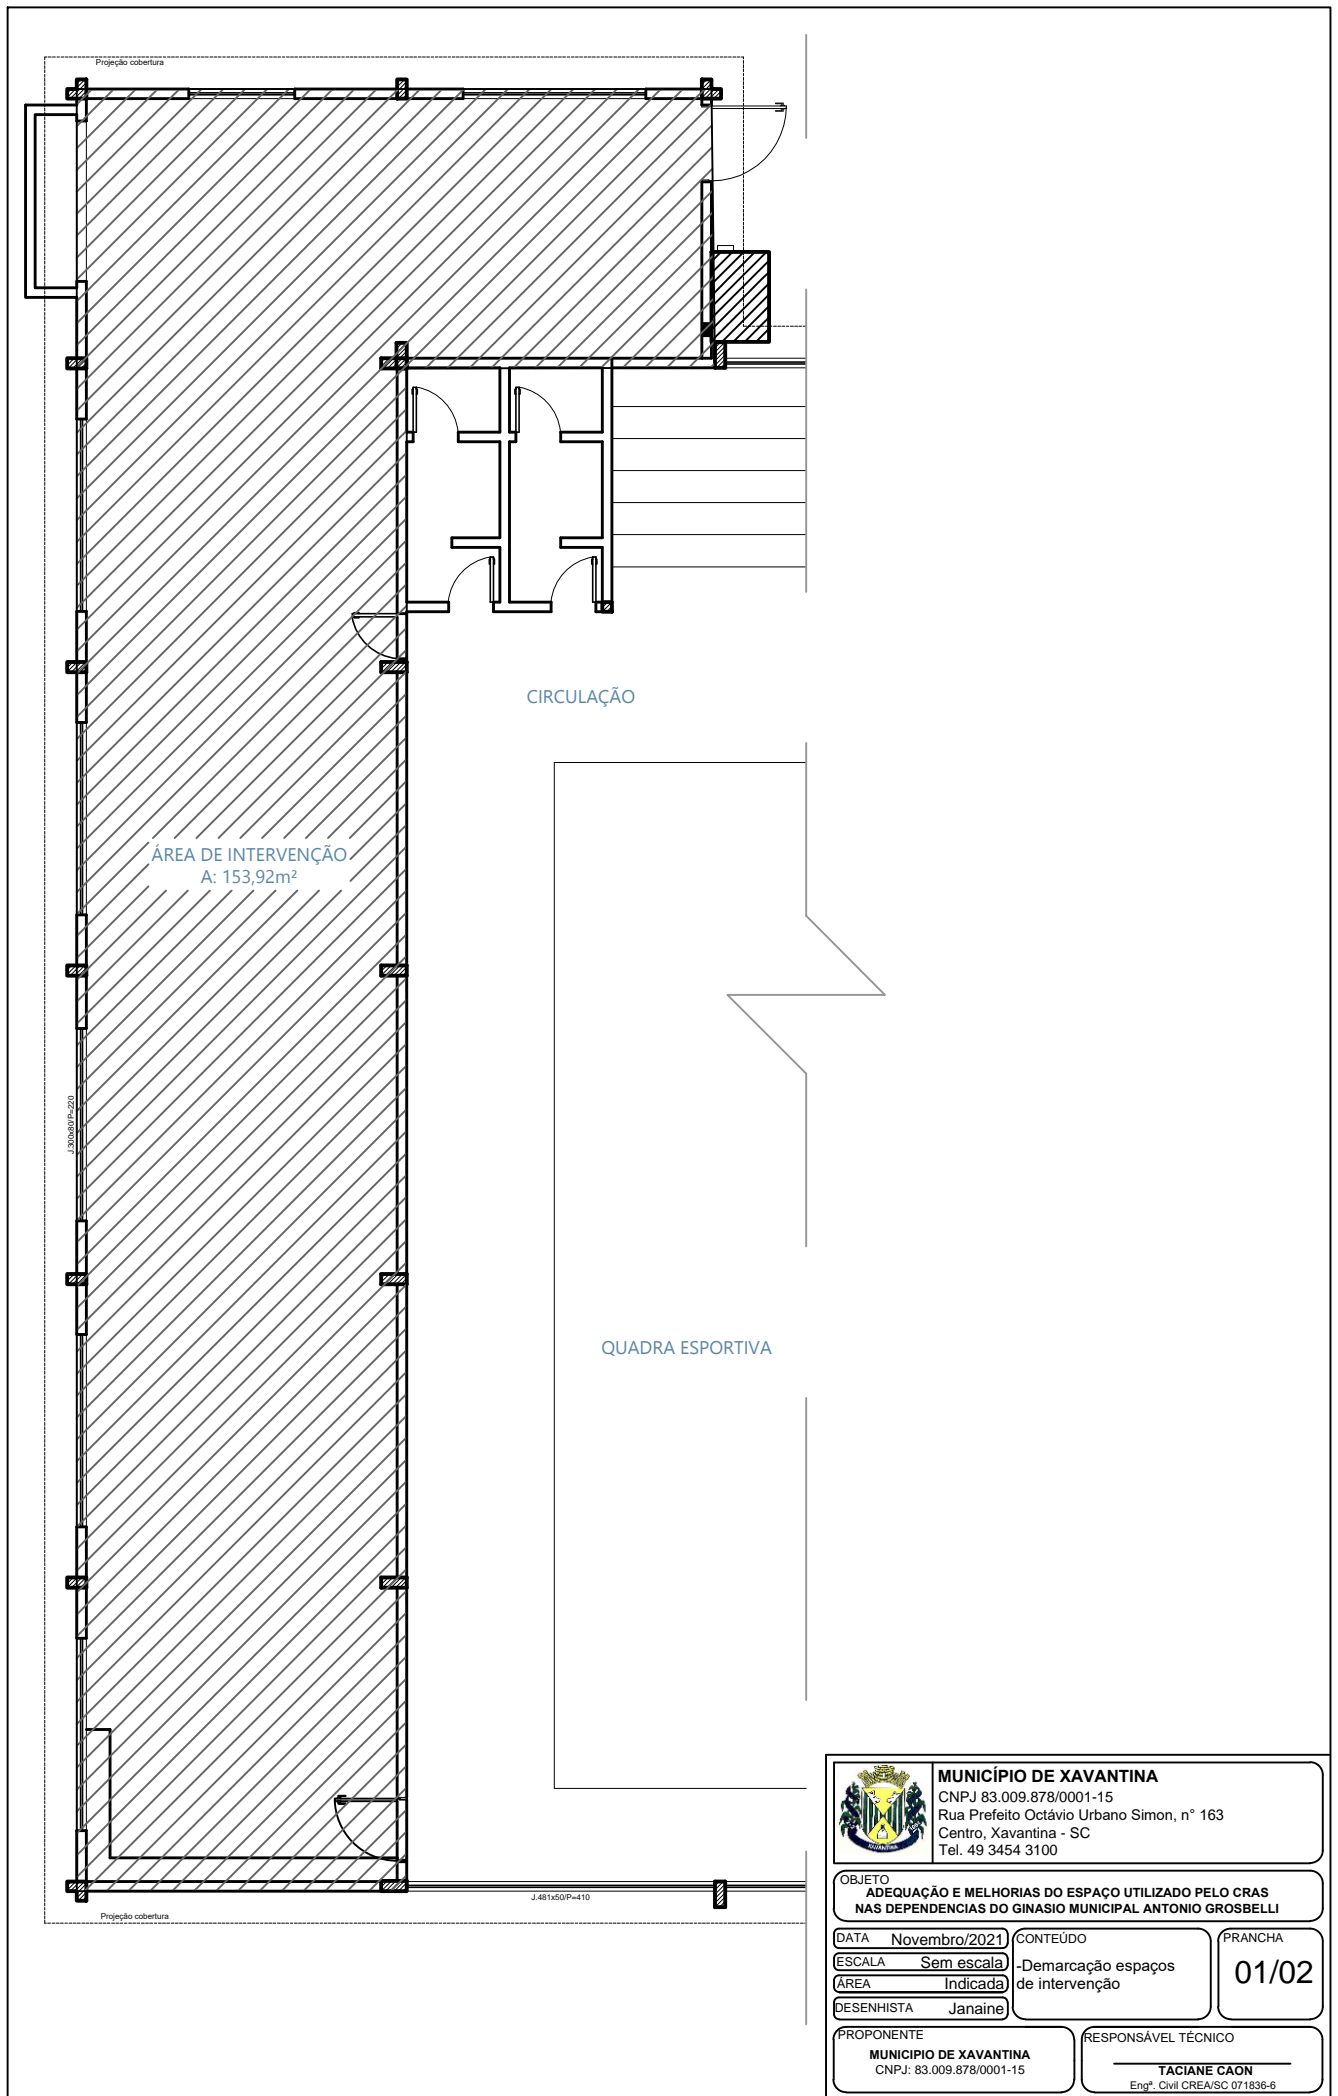 Projeção cobertura
CIRCULAÇÃO
ÁREA DE INTERVENÇÃO
A: 153,92m²
J.300x80/P=220
QUADRA ESPORTIVA
J.481x50/P=410
Projeção cobertura
XAVANTINA
MUNICÍPIO DE XAVANTINA
CNPJ 83.009.878/0001-15
Rua Prefeito Octávio Urbano Simon, n° 163
Centro, Xavantina - SC
Tel. 49 3454 3100
OBJETO
ADEQUAÇÃO E MELHORIAS DO ESPAÇO UTILIZADO PELO CRAS
NAS DEPENDENCIAS DO GINASIO MUNICIPAL ANTONIO GROSBELLI
DATA Novembro/2021
ESCALA Sem escala
ÁREA Indicada
DESENHISTA Janaine
CONTEÚDO
-Demarcação espaços
de intervenção
PRANCHA
01/02
PROPONENTE
MUNICIPIO DE XAVANTINA
CNPJ: 83.009.878/0001-15
RESPONSÁVEL TÉCNICO
TACIANE CAON
Engª. Civil CREA/SC 071836-6